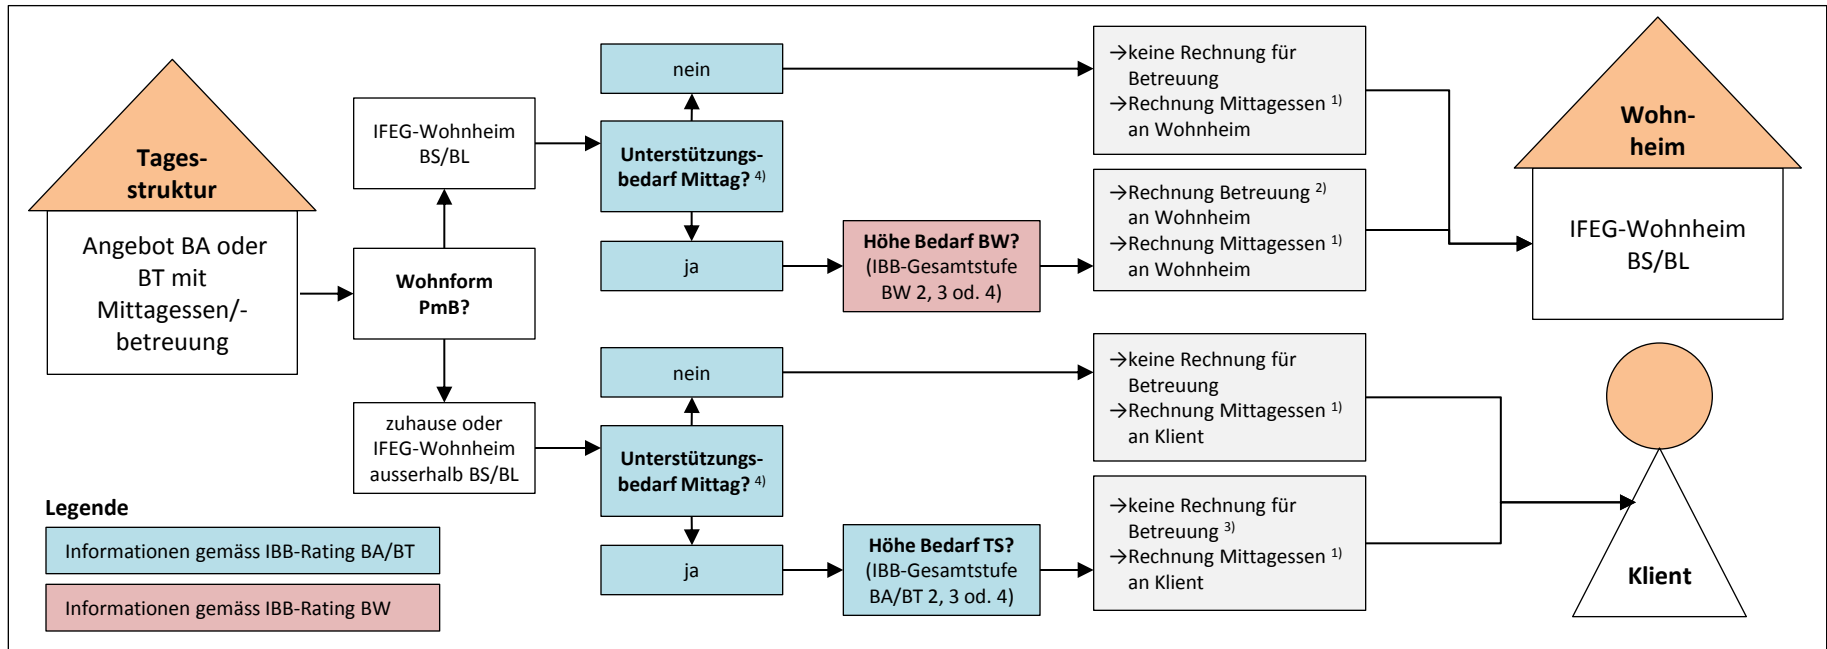 Tages-
struktur
Angebot BA oder
BT mit
Mittagessen/-
betreuung
IFEG-Wohnheim
BS/BL
Wohnform
PmB?
zuhause oder
IFEG-Wohnheim
ausserhalb BS/BL
nein
Unterstützungs-
bedarf Mittag? 4)
ja
Höhe Bedarf BW?
(IBB-Gesamtstufe
BW 2, 3 od. 4)
→keine Rechnung für
Betreuung
→Rechnung Mittagessen 1)
an Wohnheim
→Rechnung Betreuung 2)
an Wohnheim
→Rechnung Mittagessen 1)
an Wohnheim
Wohn-
heim
IFEG-Wohnheim
BS/BL
nein
Unterstützungs-
bedarf Mittag? 4)
ja
Höhe Bedarf TS?
(IBB-Gesamtstufe
BA/BT 2, 3 od. 4)
→keine Rechnung für
Betreuung
→Rechnung Mittagessen 1)
an Klient
→keine Rechnung für
Betreuung 3)
→Rechnung Mittagessen 1)
an Klient
Klient
Legende
Informationen gemäss IBB-Rating BA/BT
Informationen gemäss IBB-Rating BW